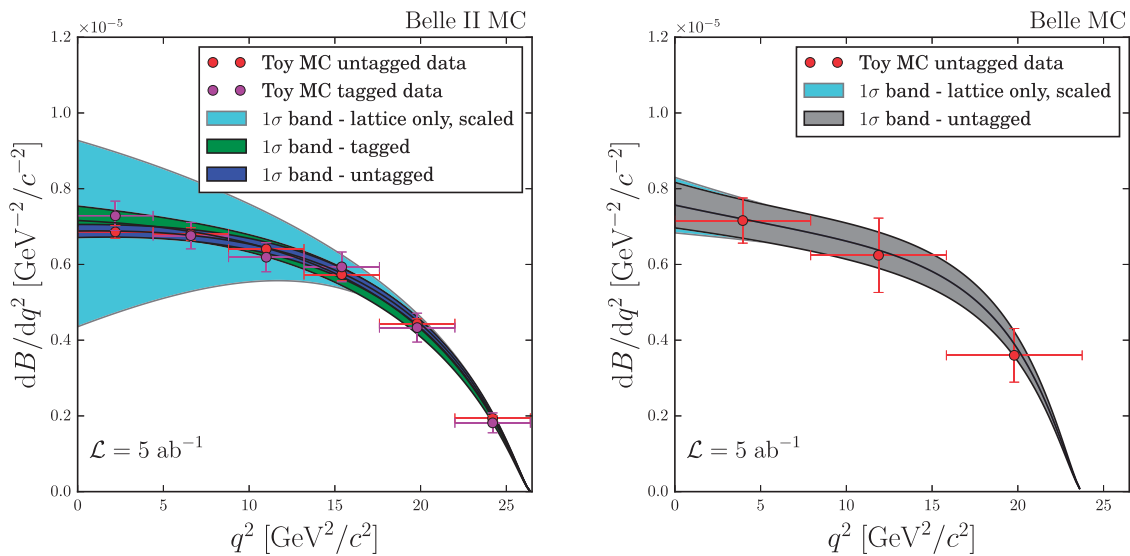 Belle II MC
×10⁻⁵
Toy MC untagged data
Toy MC tagged data
1σ band - lattice only, scaled
1σ band - tagged
1σ band - untagged
1.2
1.0
0.8
0.6
0.4
0.2
0.0
dB/dq² [GeV⁻²/c⁻²]
ℒ = 5 ab⁻¹
0 5 10 15 20 25
q² [GeV²/c²]
Belle MC
×10⁻⁵
Toy MC untagged data
1σ band - lattice only, scaled
1σ band - untagged
1.2
1.0
0.8
0.6
0.4
0.2
0.0
dB/dq² [GeV⁻²/c⁻²]
ℒ = 5 ab⁻¹
0 5 10 15 20 25
q² [GeV²/c²]